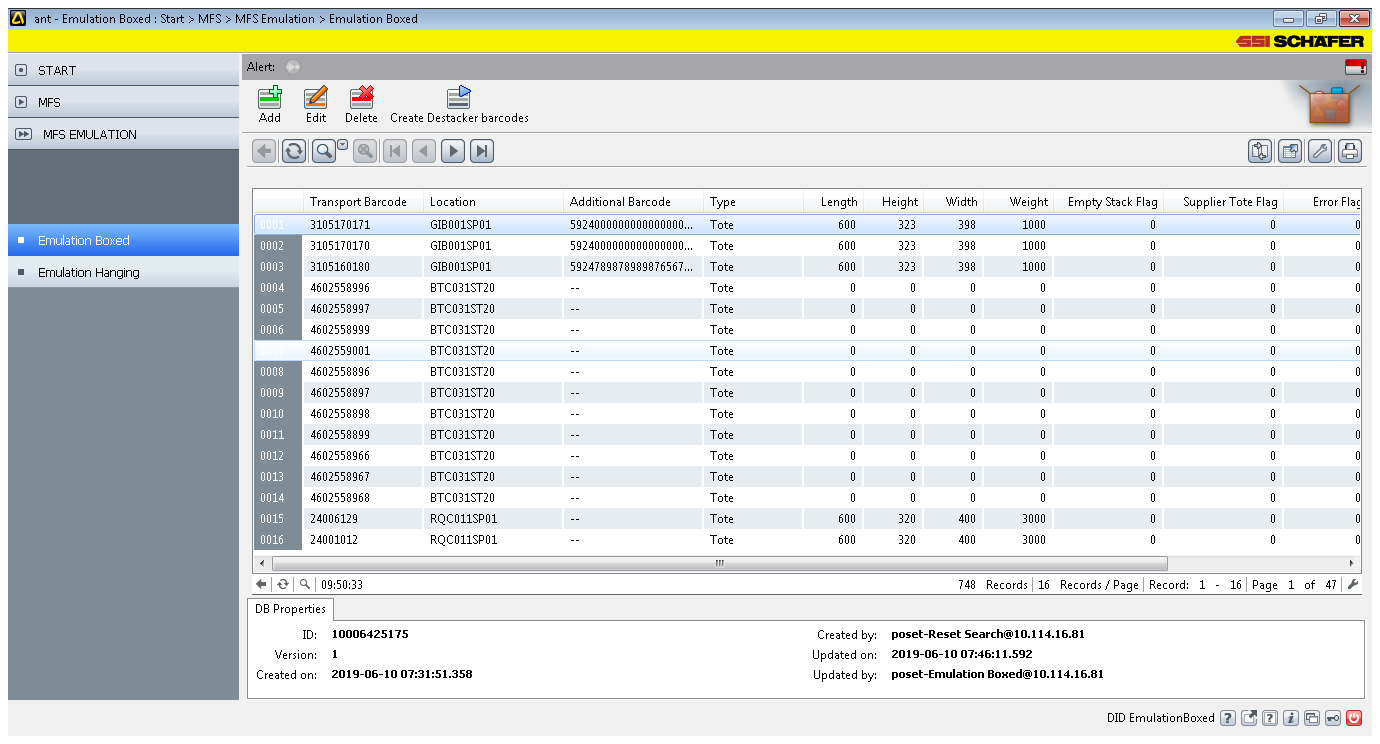 ant - Emulation Boxed : Start > MFS > MFS Emulation > Emulation Boxed
SSI SCHÄFER
START
MFS
MFS EMULATION
Emulation Boxed
Emulation Hanging
Alert:
Add Edit Delete Create Destacker barcodes
Transport Barcode Location Additional Barcode Type Length Height Width Weight Empty Stack Flag Supplier Tote Flag Error Flag
0001 3105170171 GIB001SP01 5924000000000000000... Tote 600 323 398 1000 0 0 0
0002 3105170170 GIB001SP01 5924000000000000000... Tote 600 323 398 1000 0 0 0
0003 3105160180 GIB001SP01 5924789878989876567... Tote 600 323 398 1000 0 0 0
0004 4602558996 BTC031ST20 -- Tote 0 0 0 0 0 0 0
0005 4602558997 BTC031ST20 -- Tote 0 0 0 0 0 0 0
0006 4602558999 BTC031ST20 -- Tote 0 0 0 0 0 0 0
4602559001 BTC031ST20 -- Tote 0 0 0 0 0 0 0
0008 4602558896 BTC031ST20 -- Tote 0 0 0 0 0 0 0
0009 4602558897 BTC031ST20 -- Tote 0 0 0 0 0 0 0
0010 4602558898 BTC031ST20 -- Tote 0 0 0 0 0 0 0
0011 4602558899 BTC031ST20 -- Tote 0 0 0 0 0 0 0
0012 4602558966 BTC031ST20 -- Tote 0 0 0 0 0 0 0
0013 4602558967 BTC031ST20 -- Tote 0 0 0 0 0 0 0
0014 4602558968 BTC031ST20 -- Tote 0 0 0 0 0 0 0
0015 24006129 RQC011SP01 -- Tote 600 320 400 3000 0 0 0
0016 24001012 RQC011SP01 -- Tote 600 320 400 3000 0 0 0
09:50:33 748 Records 16 Records / Page Record: 1 - 16 Page 1 of 47
DB Properties
ID: 10006425175 Created by: poset-Reset Search@10.114.16.81
Version: 1 Updated on: 2019-06-10 07:46:11.592
Created on: 2019-06-10 07:31:51.358 Updated by: poset-Emulation Boxed@10.114.16.81
DID EmulationBoxed